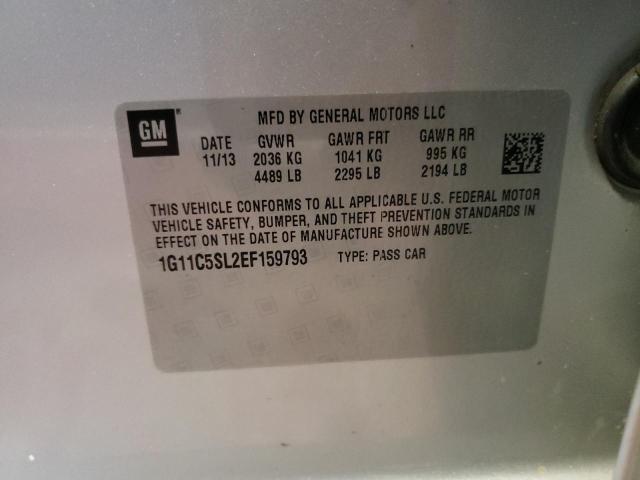 GM
MFD BY GENERAL MOTORS LLC
DATE GVWR GAWR FRT GAWR RR
11/13 2036 KG 1041 KG 995 KG
4489 LB 2295 LB 2194 LB
THIS VEHICLE CONFORMS TO ALL APPLICABLE U.S. FEDERAL MOTOR
VEHICLE SAFETY, BUMPER, AND THEFT PREVENTION STANDARDS IN
EFFECT ON THE DATE OF MANUFACTURE SHOWN ABOVE.
1G11C5SL2EF159793 TYPE: PASS CAR